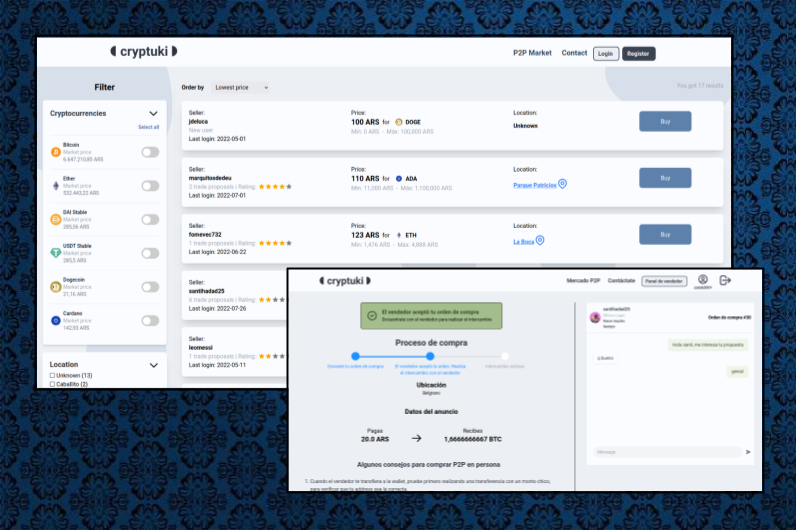 cryptuki
P2P Market Contact Login Register
Filter
Order by Lowest price
You got 17 results
Cryptocurrencies
Select all
Bitcoin
Market price
6.647.210,85 ARS
Ether
Market price
532.443,22 ARS
DAI Stable
Market price
285,56 ARS
USDT Stable
Market price
285,5 ARS
Dogecoin
Market price
21,16 ARS
Cardano
Market price
142,93 ARS
Location
Unknown (13)
Caballito (2)
Seller:
jdeluca
New user
Last login: 2022-05-01
Price:
100 ARS for DOGE
Min: 0 ARS - Máx: 100,000 ARS
Location:
Unknown
Buy
Seller:
marquitosdedeu
2 trade proposals | Rating:
Last login: 2022-07-01
Price:
110 ARS for ADA
Min: 11,000 ARS - Máx: 1,100,000 ARS
Location:
Parque Patricios
Buy
Seller:
fornevec732
1 trade proposals | Rating:
Last login: 2022-06-22
Price:
123 ARS for ETH
Min: 1,476 ARS - Máx: 4,888 ARS
Location:
La Boca
Buy
Seller:
santihadad25
6 trade proposals | Rating:
Last login: 2022-07-26
Seller:
leomessi
1 trade proposals | Rating:
Last login: 2022-05-11
cryptuki
Mercado P2P Contáctate Panel de vendedor
El vendedor aceptó tu orden de compra
Encuentrate con el vendedor para realizar el intercambio.
Proceso de compra
Enviaste tu orden de compra
El vendedor aceptó la orden. Realiza
el intercambio con el vendedor
Intercambio exitoso
Ubicación
Belgrano
Datos del anuncio
Pagas
20.0 ARS
Recibes
1,6666666667 BTC
Algunos consejos para comprar P2P en persona
1. Cuando el vendedor te transfiera a la wallet, pruebe primero realizando una transferencia con un monto chico,
para verificar que tu address sea la correcta.
santihadad25
Orden de compra #30
Hola santi, me interesa tu propuesta
q bueno
genial
Message